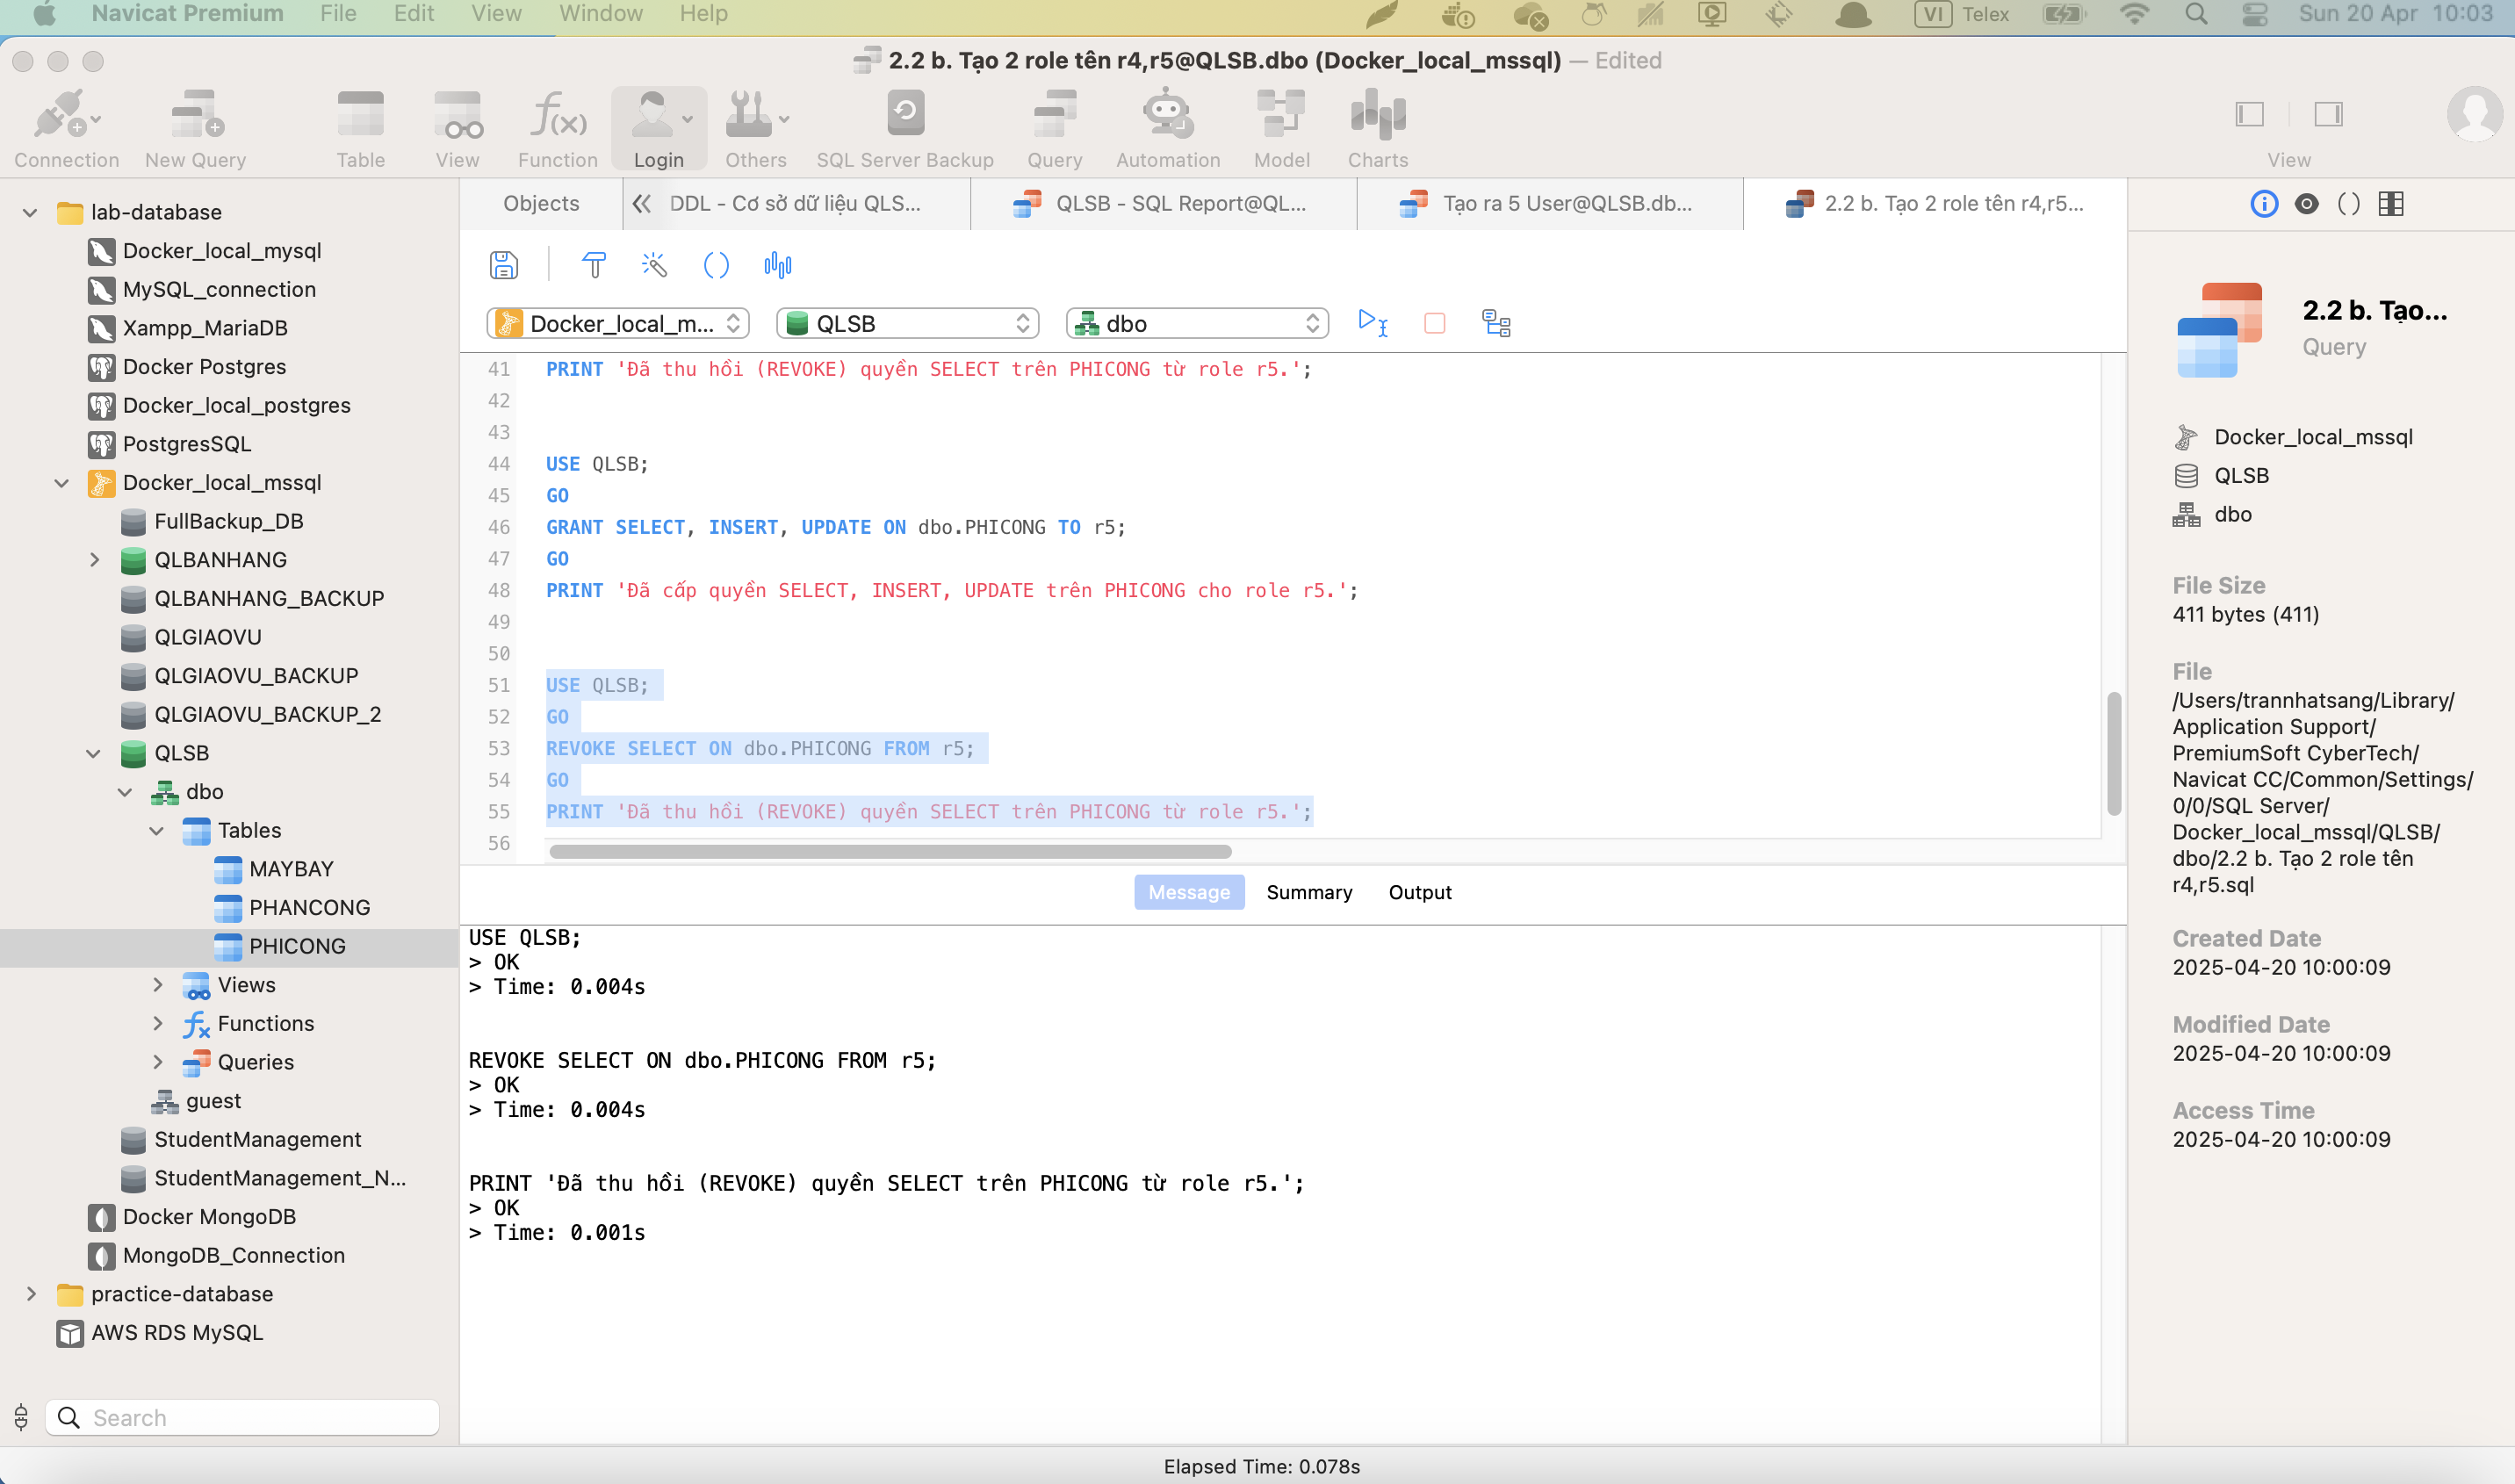 Navicat Premium File Edit View Window Help VI Telex Sun 20 Apr 10:03
2.2 b. Tạo 2 role tên r4,r5@QLSB.dbo (Docker_local_mssql) — Edited
Connection New Query Table View Function Login Others SQL Server Backup Query Automation Model Charts View
lab-database
Docker_local_mysql
MySQL_connection
Xampp_MariaDB
Docker Postgres
Docker_local_postgres
PostgresSQL
Docker_local_mssql
FullBackup_DB
QLBANHANG
QLBANHANG_BACKUP
QLGIAOVU
QLGIAOVU_BACKUP
QLGIAOVU_BACKUP_2
QLSB
dbo
Tables
MAYBAY
PHANCONG
PHICONG
Views
Functions
Queries
guest
StudentManagement
StudentManagement_N...
Docker MongoDB
MongoDB_Connection
practice-database
AWS RDS MySQL
Search
Objects DDL - Cơ sở dữ liệu QLS... QLSB - SQL Report@QL... Tạo ra 5 User@QLSB.db... 2.2 b. Tạo 2 role tên r4,r5...
Docker_local_m... QLSB dbo
41 PRINT 'Đã thu hồi (REVOKE) quyền SELECT trên PHICONG từ role r5.';
42
43
44 USE QLSB;
45 GO
46 GRANT SELECT, INSERT, UPDATE ON dbo.PHICONG TO r5;
47 GO
48 PRINT 'Đã cấp quyền SELECT, INSERT, UPDATE trên PHICONG cho role r5.';
49
50
51 USE QLSB;
52 GO
53 REVOKE SELECT ON dbo.PHICONG FROM r5;
54 GO
55 PRINT 'Đã thu hồi (REVOKE) quyền SELECT trên PHICONG từ role r5.';
56
Message Summary Output
USE QLSB;
> OK
> Time: 0.004s
REVOKE SELECT ON dbo.PHICONG FROM r5;
> OK
> Time: 0.004s
PRINT 'Đã thu hồi (REVOKE) quyền SELECT trên PHICONG từ role r5.';
> OK
> Time: 0.001s
Elapsed Time: 0.078s
2.2 b. Tạo...
Query
Docker_local_mssql
QLSB
dbo
File Size
411 bytes (411)
File
/Users/trannhatsang/Library/
Application Support/
PremiumSoft CyberTech/
Navicat CC/Common/Settings/
0/0/SQL Server/
Docker_local_mssql/QLSB/
dbo/2.2 b. Tạo 2 role tên
r4,r5.sql
Created Date
2025-04-20 10:00:09
Modified Date
2025-04-20 10:00:09
Access Time
2025-04-20 10:00:09